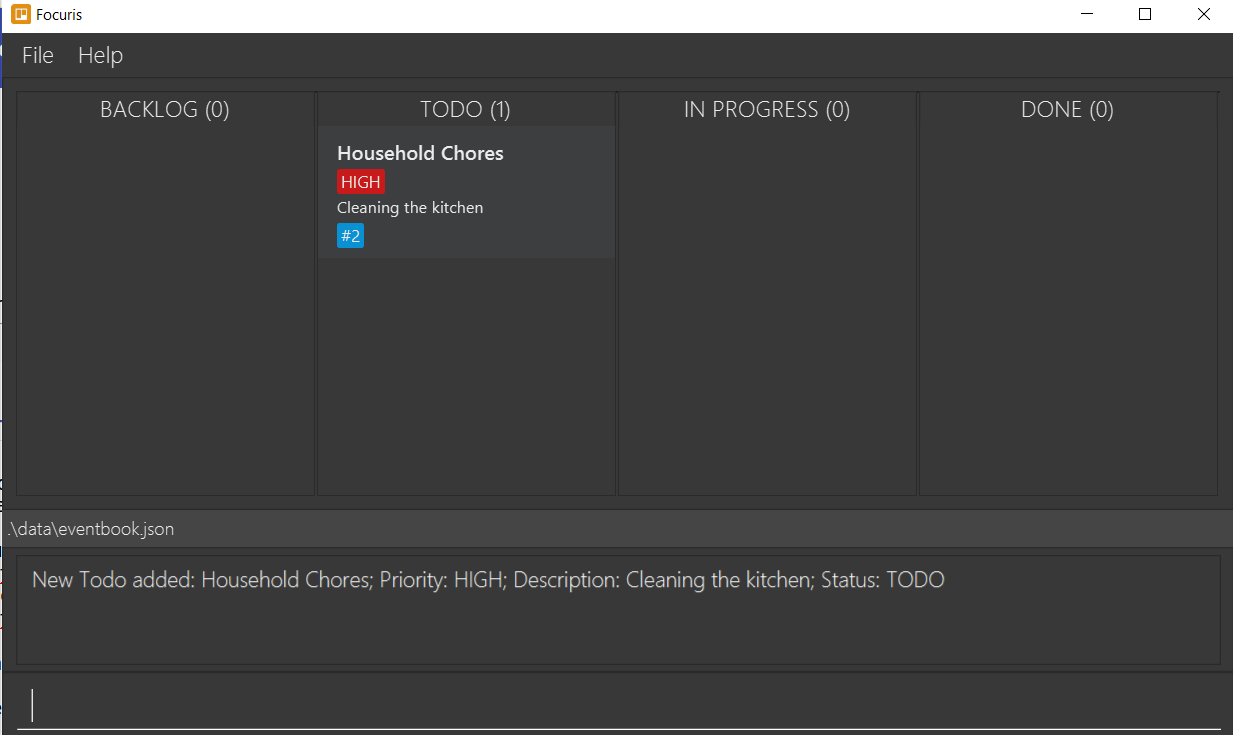 Focuris
File Help
BACKLOG (0) TODO (1) IN PROGRESS (0) DONE (0)
Household Chores
HIGH
Cleaning the kitchen
#2
.\data\eventbook.json
New Todo added: Household Chores; Priority: HIGH; Description: Cleaning the kitchen; Status: TODO